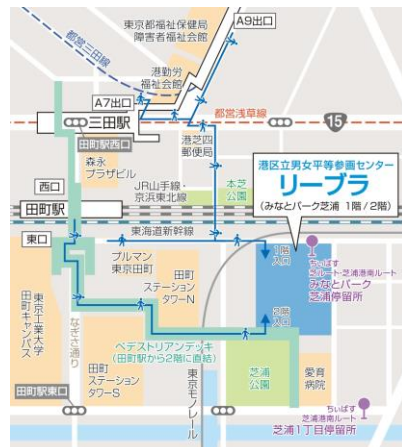 東京都福祉保健局
障害者福祉会館
A9出口
都営三田線
港勤労
福祉会館
A7出口
三田駅
都営浅草線
15
田町駅西口
港芝四
郵便局
森永
プラザビル
港区立男女平等参画センター
リーブラ
(みなとパーク芝浦 1階/2階)
西口
JR山手線・
京浜東北線
本芝
公園
田町駅
東海道新幹線
東口
プルマン
東京田町
田町
ステーション
タワーN
1階
入口
ちぃばす
芝ルート・芝浦港南ルート
みなとパーク
芝浦停留所
2階
入口
東京工業大学
田町キャンパス
なぎさ通り
ペデストリアンデッキ
(田町駅から2階に直結)
田町
ステーション
タワーS
東京モノレール
芝浦
公園
愛育
病院
田町駅東口
ちぃばす
芝浦港南ルート
芝浦1丁目停留所